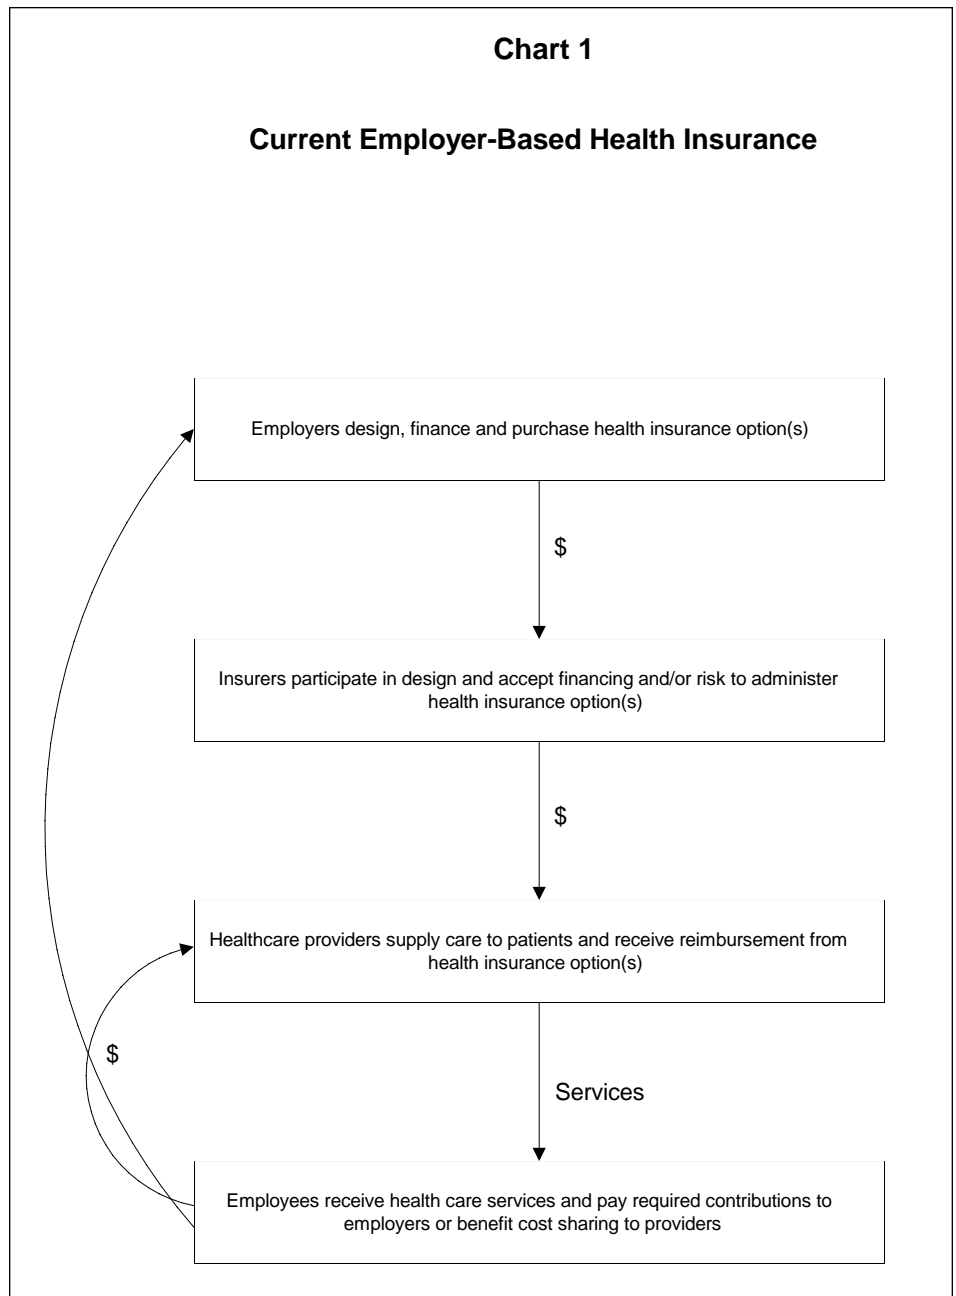 Chart 1
Current Employer-Based Health Insurance
Employers design, finance and purchase health insurance option(s)
$
Insurers participate in design and accept financing and/or risk to administer
health insurance option(s)
$
Healthcare providers supply care to patients and receive reimbursement from
health insurance option(s)
$
Services
Employees receive health care services and pay required contributions to
employers or benefit cost sharing to providers